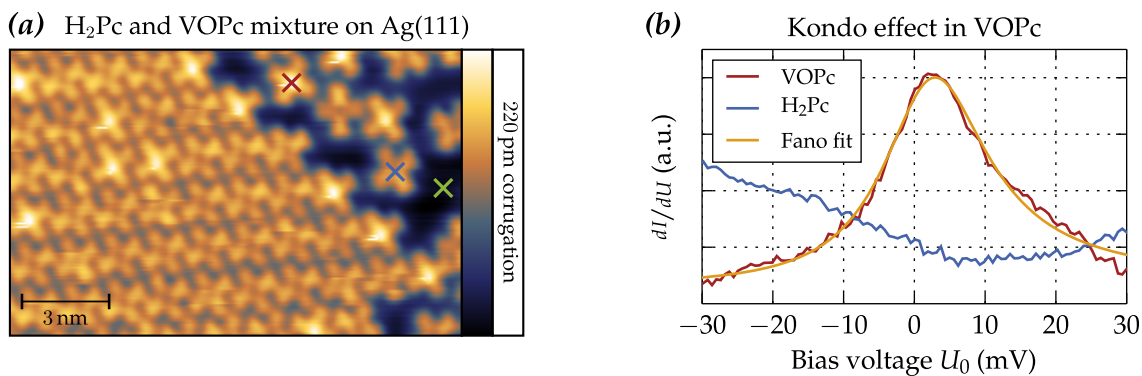 (a) H₂Pc and VOPc mixture on Ag(111)
220 pm corrugation
3 nm
(b) Kondo effect in VOPc
VOPc
H₂Pc
Fano fit
dI/dU (a.u.)
−30 −20 −10 0 10 20 30
Bias voltage U₀ (mV)